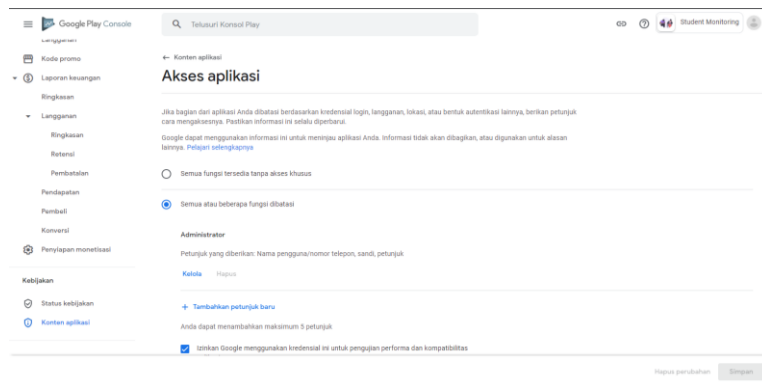 Google Play Console
Telusuri Konsol Play
Student Monitoring
Langganan
Kode promo
Laporan keuangan
Ringkasan
Langganan
Ringkasan
Retensi
Pembatalan
Pendapatan
Pembeli
Konversi
Penyiapan monetisasi
Kebijakan
Status kebijakan
Konten aplikasi
← Konten aplikasi
Akses aplikasi
Jika bagian dari aplikasi Anda dibatasi berdasarkan kredensial login, langganan, lokasi, atau bentuk autentikasi lainnya, berikan petunjuk
cara mengaksesnya. Pastikan informasi ini selalu diperbarui.
Google dapat menggunakan informasi ini untuk meninjau aplikasi Anda. Informasi tidak akan dibagikan, atau digunakan untuk alasan
lainnya. Pelajari selengkapnya
Semua fungsi tersedia tanpa akses khusus
Semua atau beberapa fungsi dibatasi
Administrator
Petunjuk yang diberikan: Nama pengguna/nomor telepon, sandi, petunjuk
Kelola Hapus
+ Tambahkan petunjuk baru
Anda dapat menambahkan maksimum 5 petunjuk
Izinkan Google menggunakan kredensial ini untuk pengujian performa dan kompatibilitas
Hapus perubahan Simpan